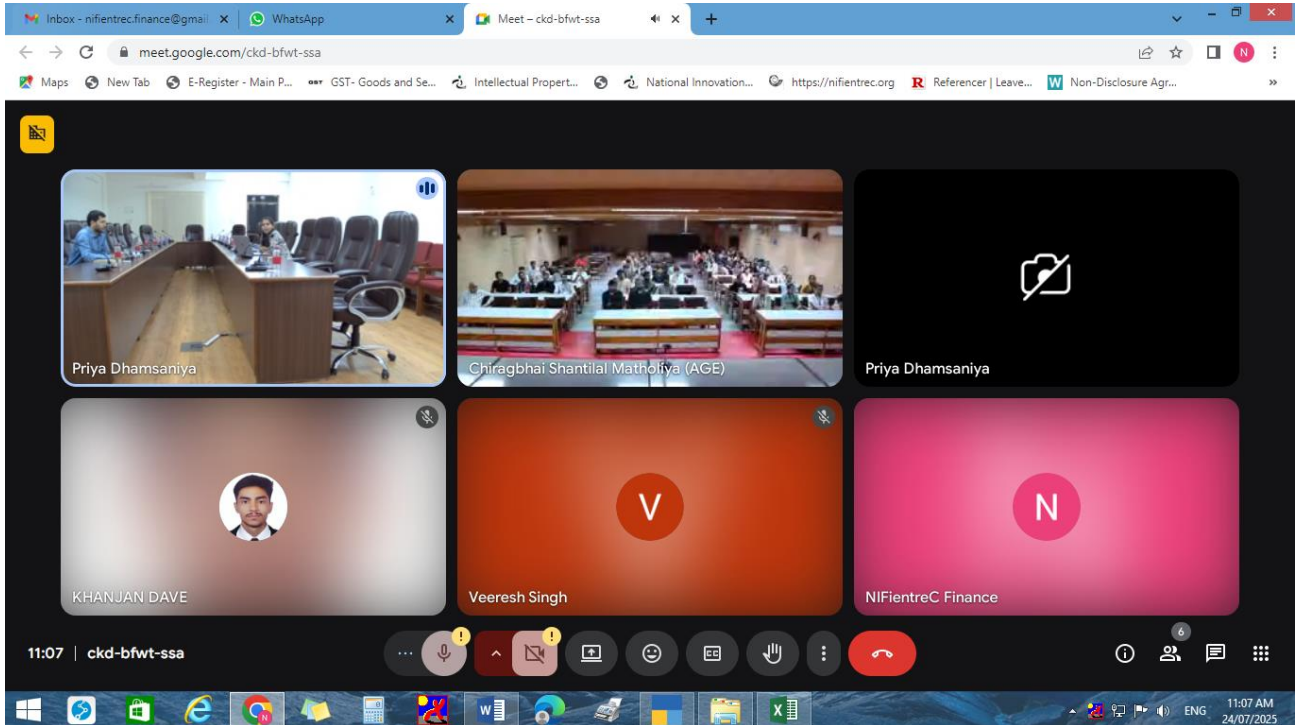 Inbox - nifientrec.finance@gmail
WhatsApp
Meet – ckd-bfwt-ssa
meet.google.com/ckd-bfwt-ssa
N
Maps
New Tab
E-Register - Main P...
GST- Goods and Se...
Intellectual Propert...
National Innovation...
https://nifientrec.org
R Referencer | Leave...
W Non-Disclosure Agr...
»
Priya Dhamsaniya
Chiragbhai Shantilal Matholiya (AGE)
Priya Dhamsaniya
V
N
KHANJAN DAVE
Veeresh Singh
NIFientreC Finance
11:07 | ckd-bfwt-ssa
CC
6
ENG
11:07 AM
24/07/2025